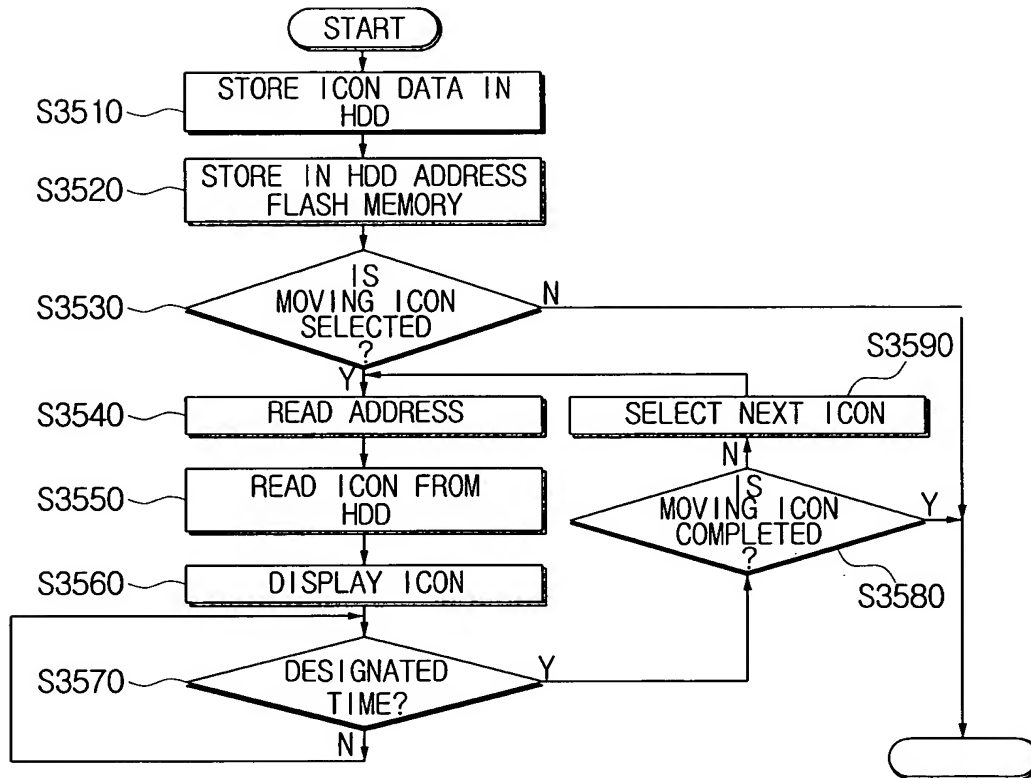 START
S3510
STORE ICON DATA IN
HDD
S3520
STORE IN HDD ADDRESS
FLASH MEMORY
S3530
IS
MOVING ICON
SELECTED
?
N
Y
S3590
S3540
READ ADDRESS
SELECT NEXT ICON
S3550
READ ICON FROM
HDD
N
IS
MOVING ICON
COMPLETED
?
Y
S3580
S3560
DISPLAY ICON
S3570
DESIGNATED
TIME?
Y
N